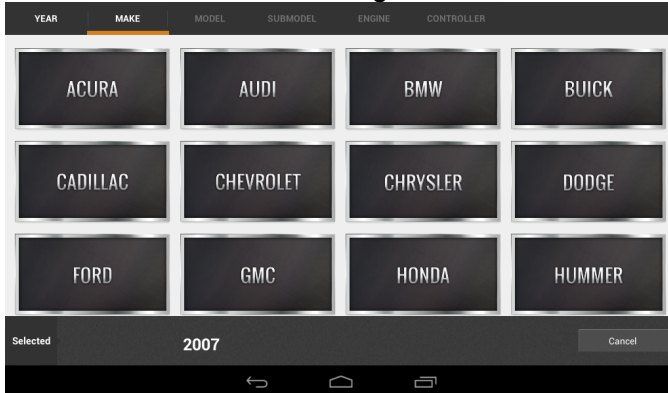 YEAR MAKE MODEL SUBMODEL ENGINE CONTROLLER
ACURA AUDI BMW BUICK
CADILLAC CHEVROLET CHRYSLER DODGE
FORD GMC HONDA HUMMER
Selected 2007 Cancel